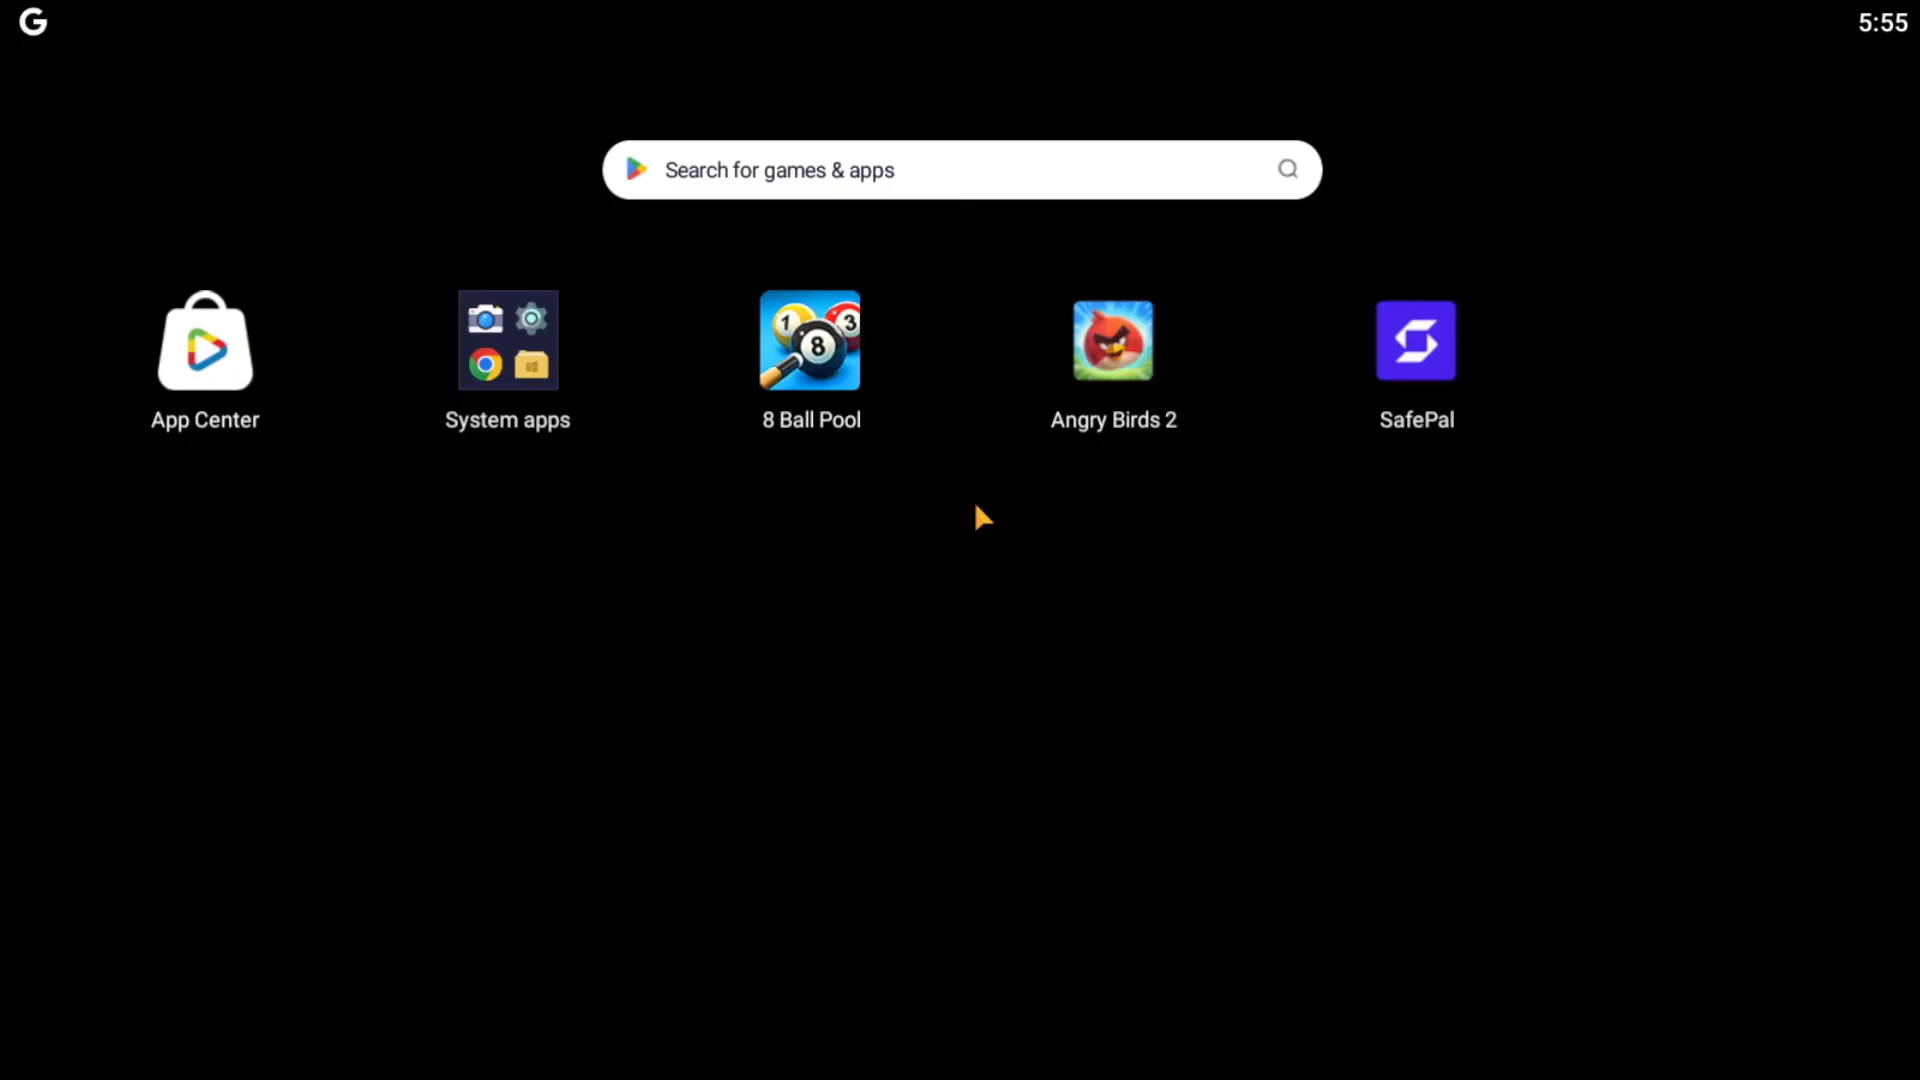 5:55
Search for games & apps
App Center
System apps
8 Ball Pool
Angry Birds 2
SafePal